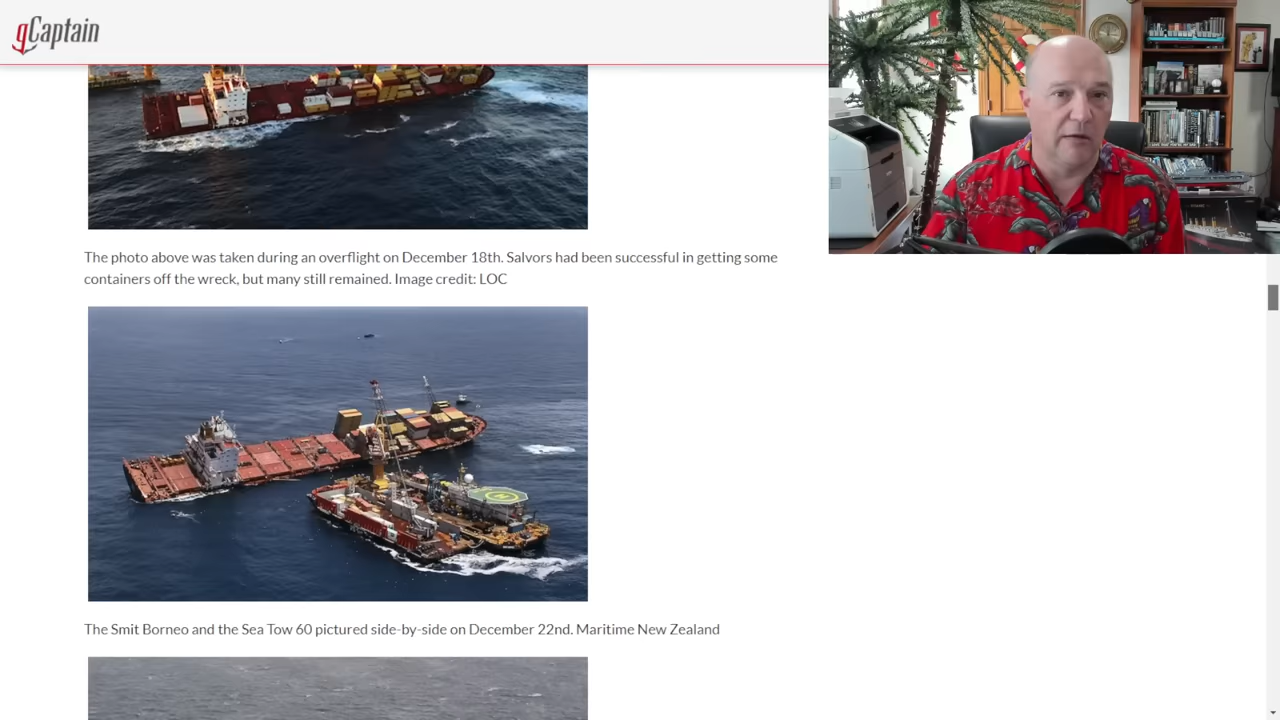 gCaptain
The photo above was taken during an overflight on December 18th. Salvors had been successful in getting some
containers off the wreck, but many still remained. Image credit: LOC
The Smit Borneo and the Sea Tow 60 pictured side-by-side on December 22nd. Maritime New Zealand